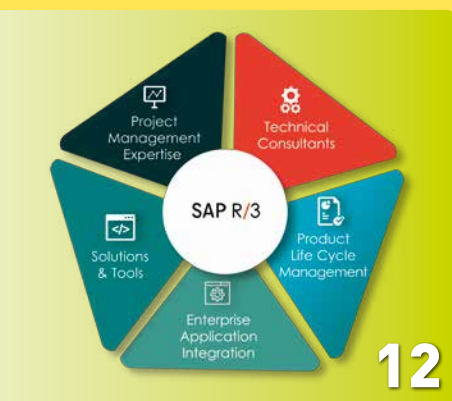 Project
Management
Expertise
Technical
Consultants
SAP R/3
</>
Solutions
& Tools
Product
Life Cycle
Management
Enterprise
Application
Integration
12